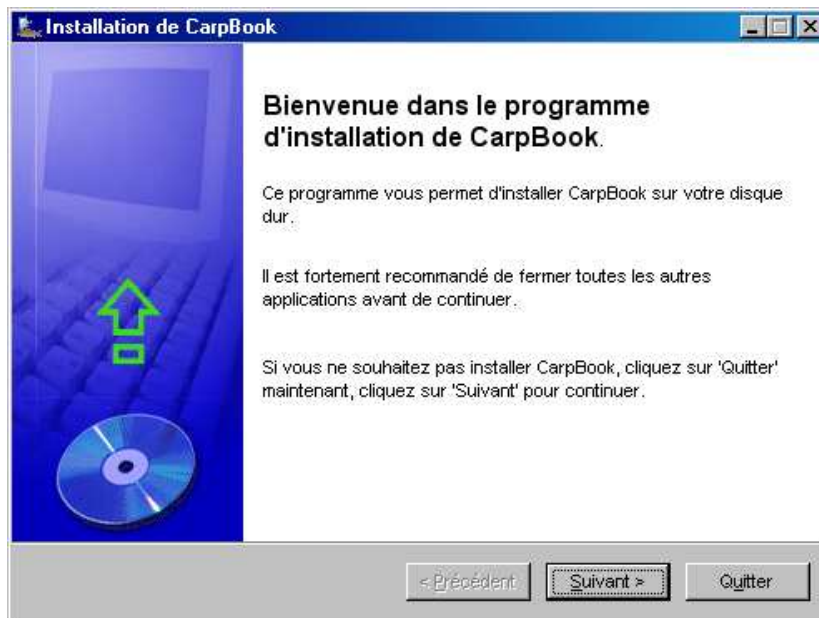 Installation de CarpBook
Bienvenue dans le programme
d'installation de CarpBook.
Ce programme vous permet d'installer CarpBook sur votre disque
dur.
Il est fortement recommandé de fermer toutes les autres
applications avant de continuer.
Si vous ne souhaitez pas installer CarpBook, cliquez sur 'Quitter'
maintenant, cliquez sur 'Suivant' pour continuer.
< Précédent Suivant > Quitter